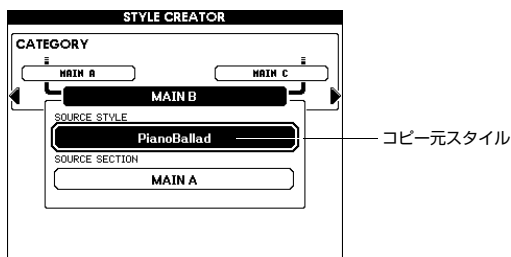 STYLE CREATOR
CATEGORY
MAIN A
MAIN C
MAIN B
SOURCE STYLE
PianoBallad
コピー元スタイル
SOURCE SECTION
MAIN A